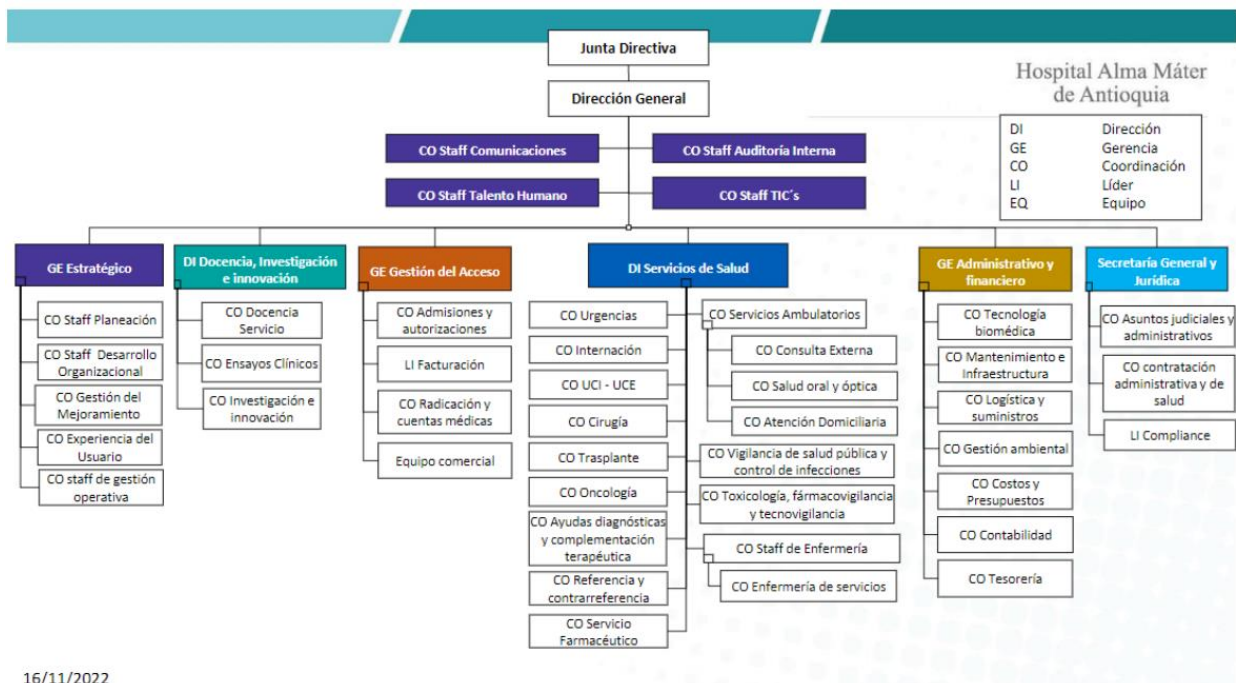 Junta Directiva
Dirección General
Hospital Alma Máter
de Antioquia
DI Dirección
GE Gerencia
CO Coordinación
LI Líder
EQ Equipo
CO Staff Comunicaciones
CO Staff Auditoría Interna
CO Staff Talento Humano
CO Staff TIC´s
GE Estratégico
CO Staff Planeación
CO Staff Desarrollo
Organizacional
CO Gestión del
Mejoramiento
CO Experiencia del
Usuario
CO staff de gestión
operativa
DI Docencia, Investigación
e innovación
CO Docencia
Servicio
CO Ensayos Clínicos
CO Investigación e
innovación
GE Gestión del Acceso
CO Admisiones y
autorizaciones
LI Facturación
CO Radicación y
cuentas médicas
Equipo comercial
DI Servicios de Salud
CO Urgencias
CO Internación
CO UCI - UCE
CO Cirugía
CO Trasplante
CO Oncología
CO Ayudas diagnósticas
y complementación
terapéutica
CO Referencia y
contrarreferencia
CO Servicio
Farmacéutico
CO Servicios Ambulatorios
CO Consulta Externa
CO Salud oral y óptica
CO Atención Domiciliaria
CO Vigilancia de salud pública y
control de infecciones
CO Toxicología, fármacovigilancia
y tecnovigilancia
CO Staff de Enfermería
CO Enfermería de servicios
GE Administrativo y
financiero
CO Tecnología
biomédica
CO Mantenimiento e
Infraestructura
CO Logística y
suministros
CO Gestión ambiental
CO Costos y
Presupuestos
CO Contabilidad
CO Tesorería
Secretaría General y
Jurídica
CO Asuntos judiciales y
administrativos
CO contratación
administrativa y de
salud
LI Compliance
16/11/2022